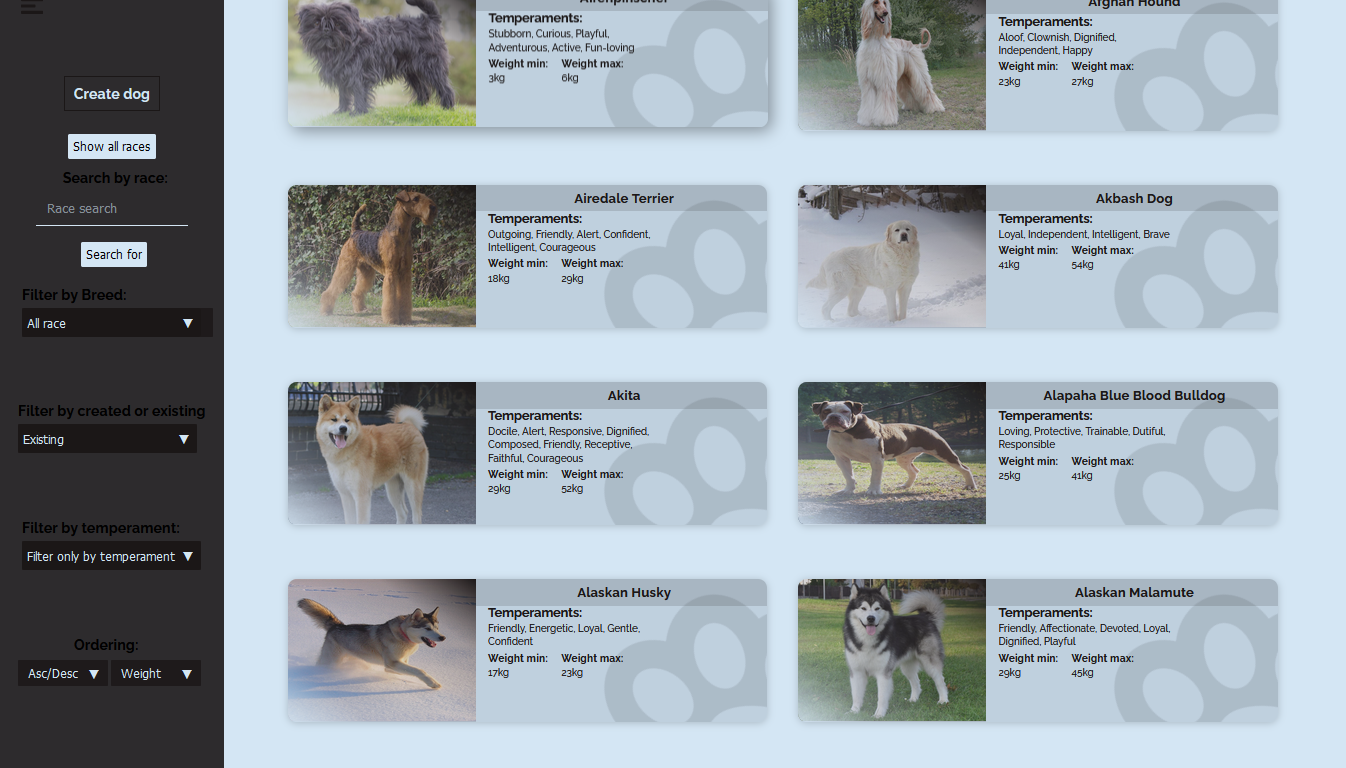 Create dog
Show all races
Search by race:
Race search
Search for
Filter by Breed:
All race ▼
Filter by created or existing
Existing ▼
Filter by temperament:
Filter only by temperament ▼
Ordering:
Asc/Desc ▼ Weight ▼
Affenpinscher
Temperaments:
Stubborn, Curious, Playful,
Adventurous, Active, Fun-loving
Weight min: Weight max:
3kg 6kg
Afghan Hound
Temperaments:
Aloof, Clownish, Dignified,
Independent, Happy
Weight min: Weight max:
23kg 27kg
Airedale Terrier
Temperaments:
Outgoing, Friendly, Alert, Confident,
Intelligent, Courageous
Weight min: Weight max:
18kg 29kg
Akbash Dog
Temperaments:
Loyal, Independent, Intelligent, Brave
Weight min: Weight max:
41kg 54kg
Akita
Temperaments:
Docile, Alert, Responsive, Dignified,
Composed, Friendly, Receptive,
Faithful, Courageous
Weight min: Weight max:
29kg 52kg
Alapaha Blue Blood Bulldog
Temperaments:
Loving, Protective, Trainable, Dutiful,
Responsible
Weight min: Weight max:
25kg 41kg
Alaskan Husky
Temperaments:
Friendly, Energetic, Loyal, Gentle,
Confident
Weight min: Weight max:
17kg 23kg
Alaskan Malamute
Temperaments:
Friendly, Affectionate, Devoted, Loyal,
Dignified, Playful
Weight min: Weight max:
29kg 45kg